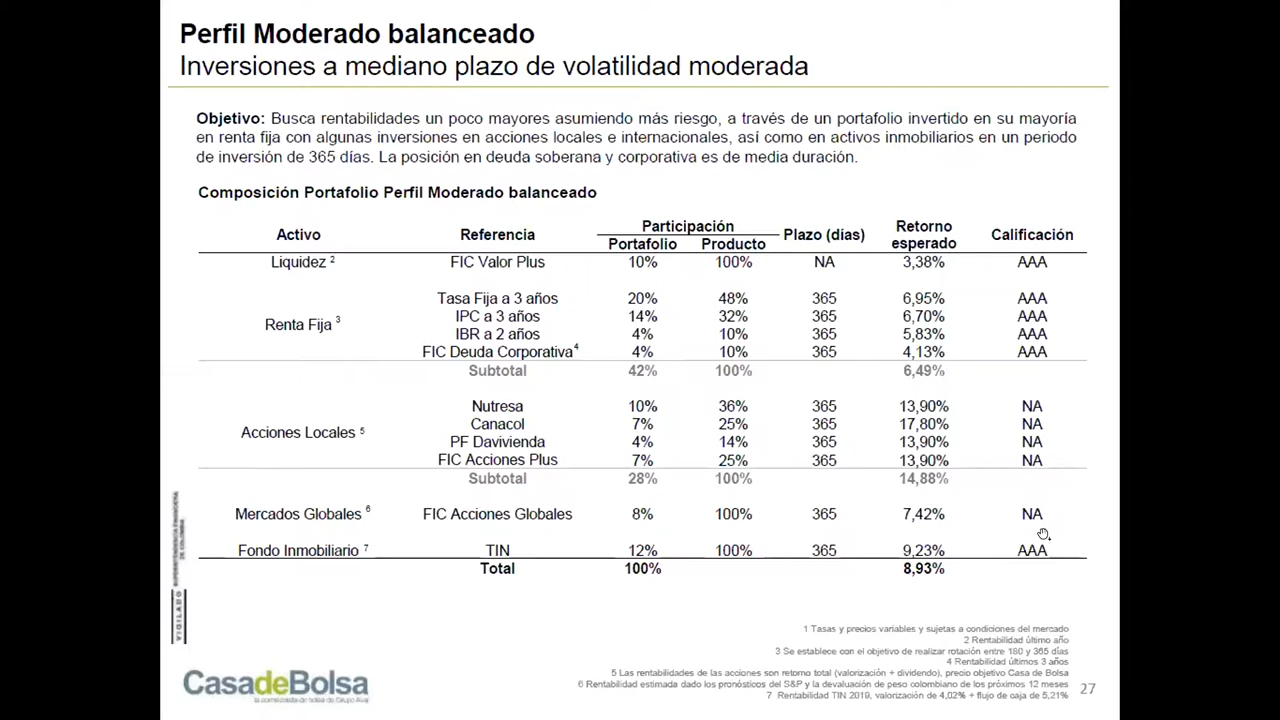 Perfil Moderado balanceado
Inversiones a mediano plazo de volatilidad moderada
Objetivo: Busca rentabilidades un poco mayores asumiendo más riesgo, a través de un portafolio invertido en su mayoría
en renta fija con algunas inversiones en acciones locales e internacionales, así como en activos inmobiliarios en un periodo
de inversión de 365 días. La posición en deuda soberana y corporativa es de media duración.
Composición Portafolio Perfil Moderado balanceado
Activo Referencia Participación Plazo (días) Retorno esperado Calificación
Portafolio Producto
Liquidez 2 FIC Valor Plus 10% 100% NA 3,38% AAA
Renta Fija 3
Tasa Fija a 3 años 20% 48% 365 6,95% AAA
IPC a 3 años 14% 32% 365 6,70% AAA
IBR a 2 años 4% 10% 365 5,83% AAA
FIC Deuda Corporativa 4 4% 10% 365 4,13% AAA
Subtotal 42% 100% 6,49%
Acciones Locales 5
Nutresa 10% 36% 365 13,90% NA
Canacol 7% 25% 365 17,80% NA
PF Davivienda 4% 14% 365 13,90% NA
FIC Acciones Plus 7% 25% 365 13,90% NA
Subtotal 28% 100% 14,88%
Mercados Globales 6 FIC Acciones Globales 8% 100% 365 7,42% NA
Fondo Inmobiliario 7 TIN 12% 100% 365 9,23% AAA
Total 100% 8,93%
1 Tasas y precios variables y sujetas a condiciones del mercado
2 Rentabilidad último año
3 Se establece con el objetivo de realizar rotación entre 180 y 365 días
4 Rentabilidad últimos 3 años
5 Las rentabilidades de las acciones son retorno total (valorización + dividendo), precio objetivo Casa de Bolsa
6 Rentabilidad estimada dado los pronósticos del S&P y la devaluación de peso colombiano de los próximos 12 meses
7 Rentabilidad TIN 2019, valorización de 4,02% + flujo de caja de 5,21%
VIGILADO SUPERINTENDENCIA FINANCIERA DE COLOMBIA
CasadeBolsa
la comisionista de bolsa de Grupo Aval
27